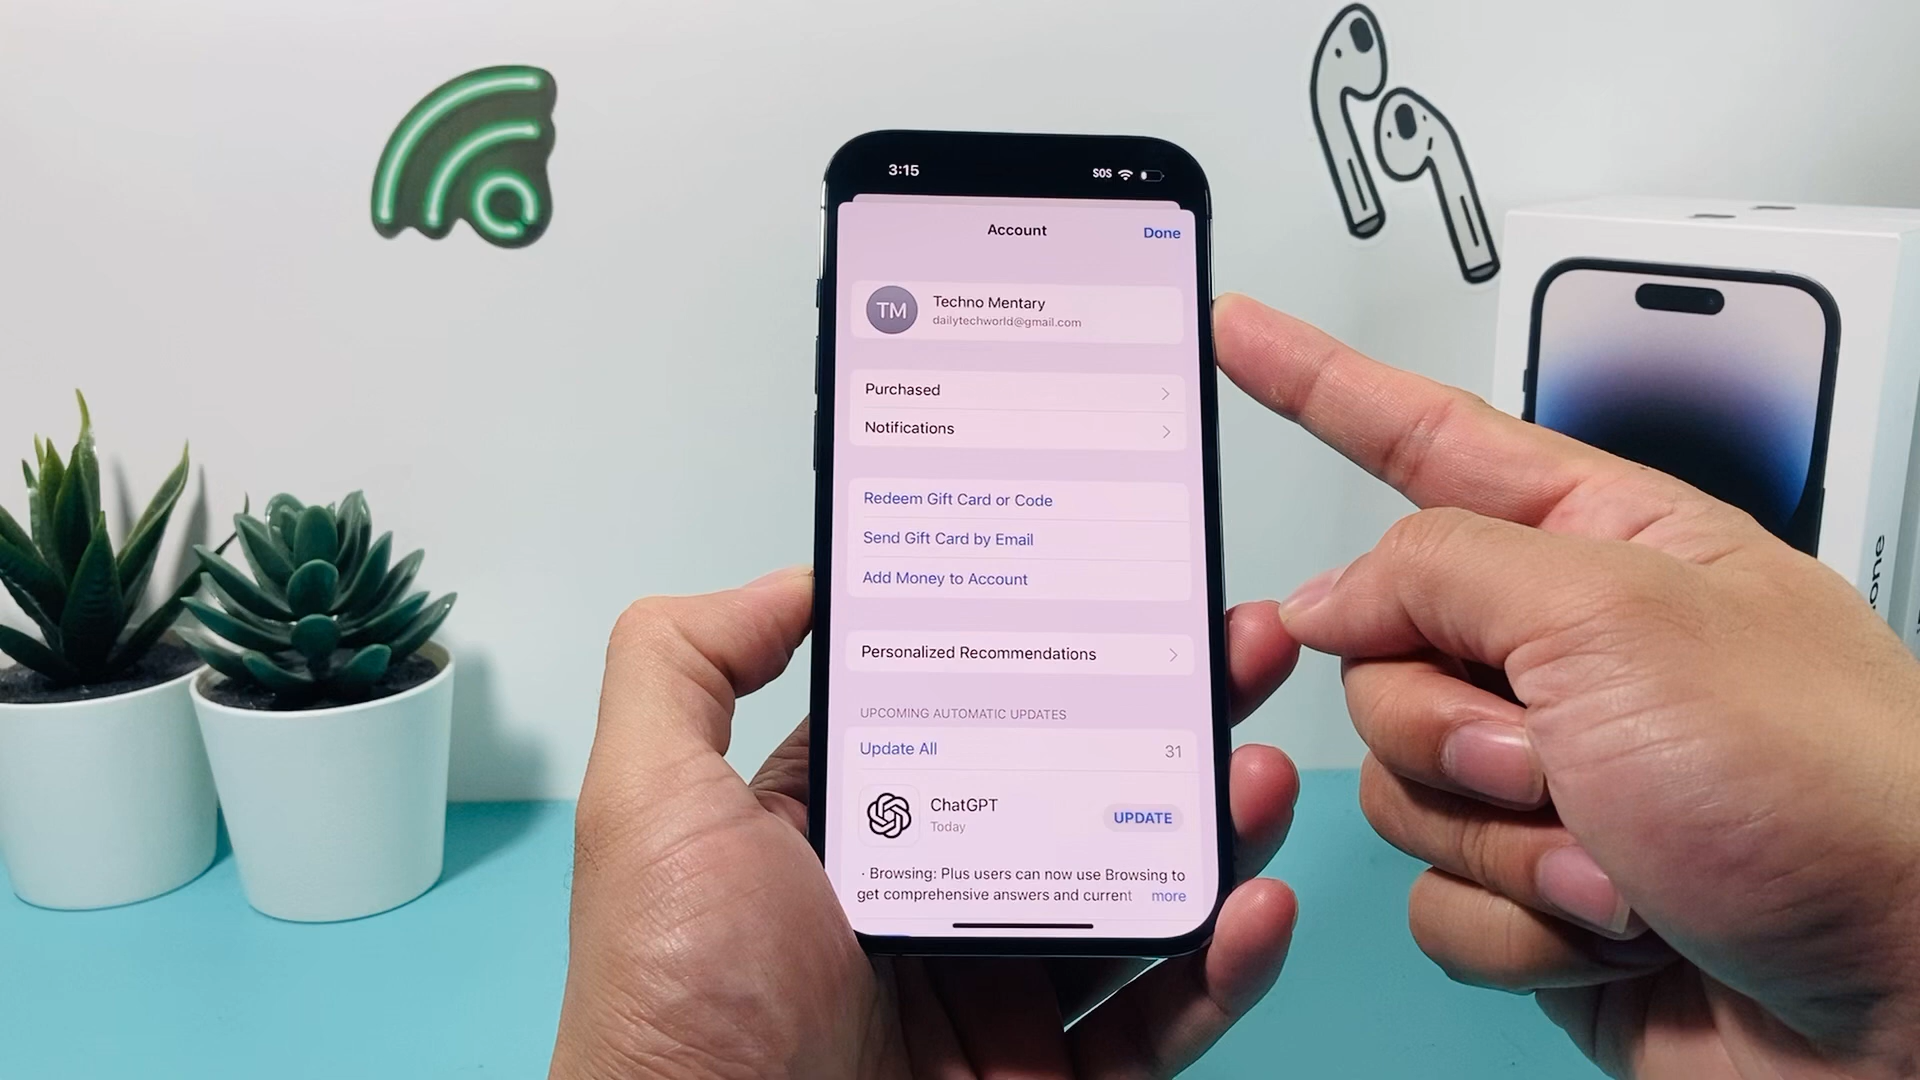 3:15
SOS
Account
Done
TM
Techno Mentary
dailytechworld@gmail.com
Purchased
Notifications
Redeem Gift Card or Code
Send Gift Card by Email
Add Money to Account
Personalized Recommendations
UPCOMING AUTOMATIC UPDATES
Update All
31
ChatGPT
Today
UPDATE
· Browsing: Plus users can now use Browsing to
get comprehensive answers and current more
one